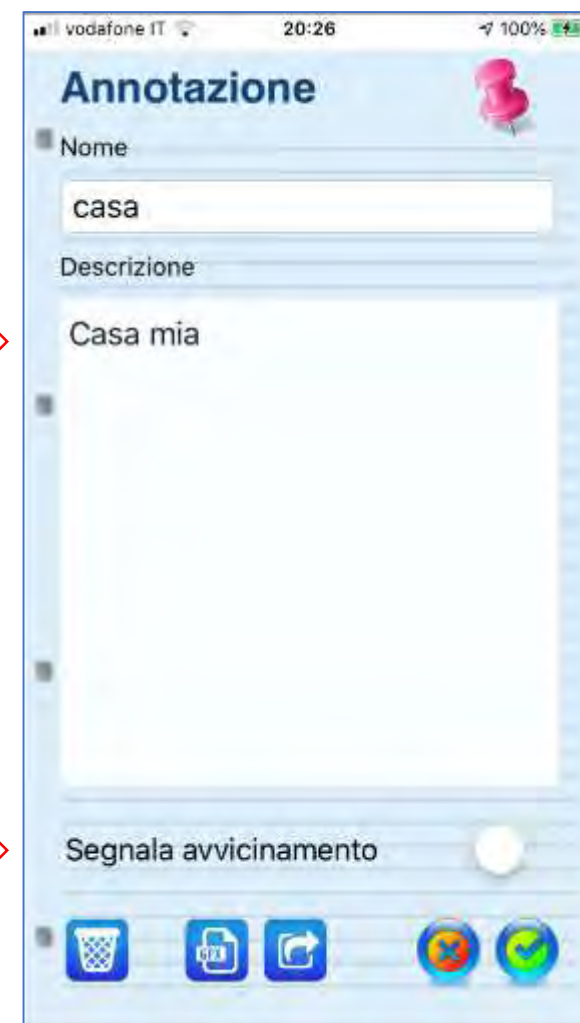 vodafone IT 20:26 100%
Annotazione
Nome
casa
Descrizione
Casa mia
Segnala avvicinamento
GPX